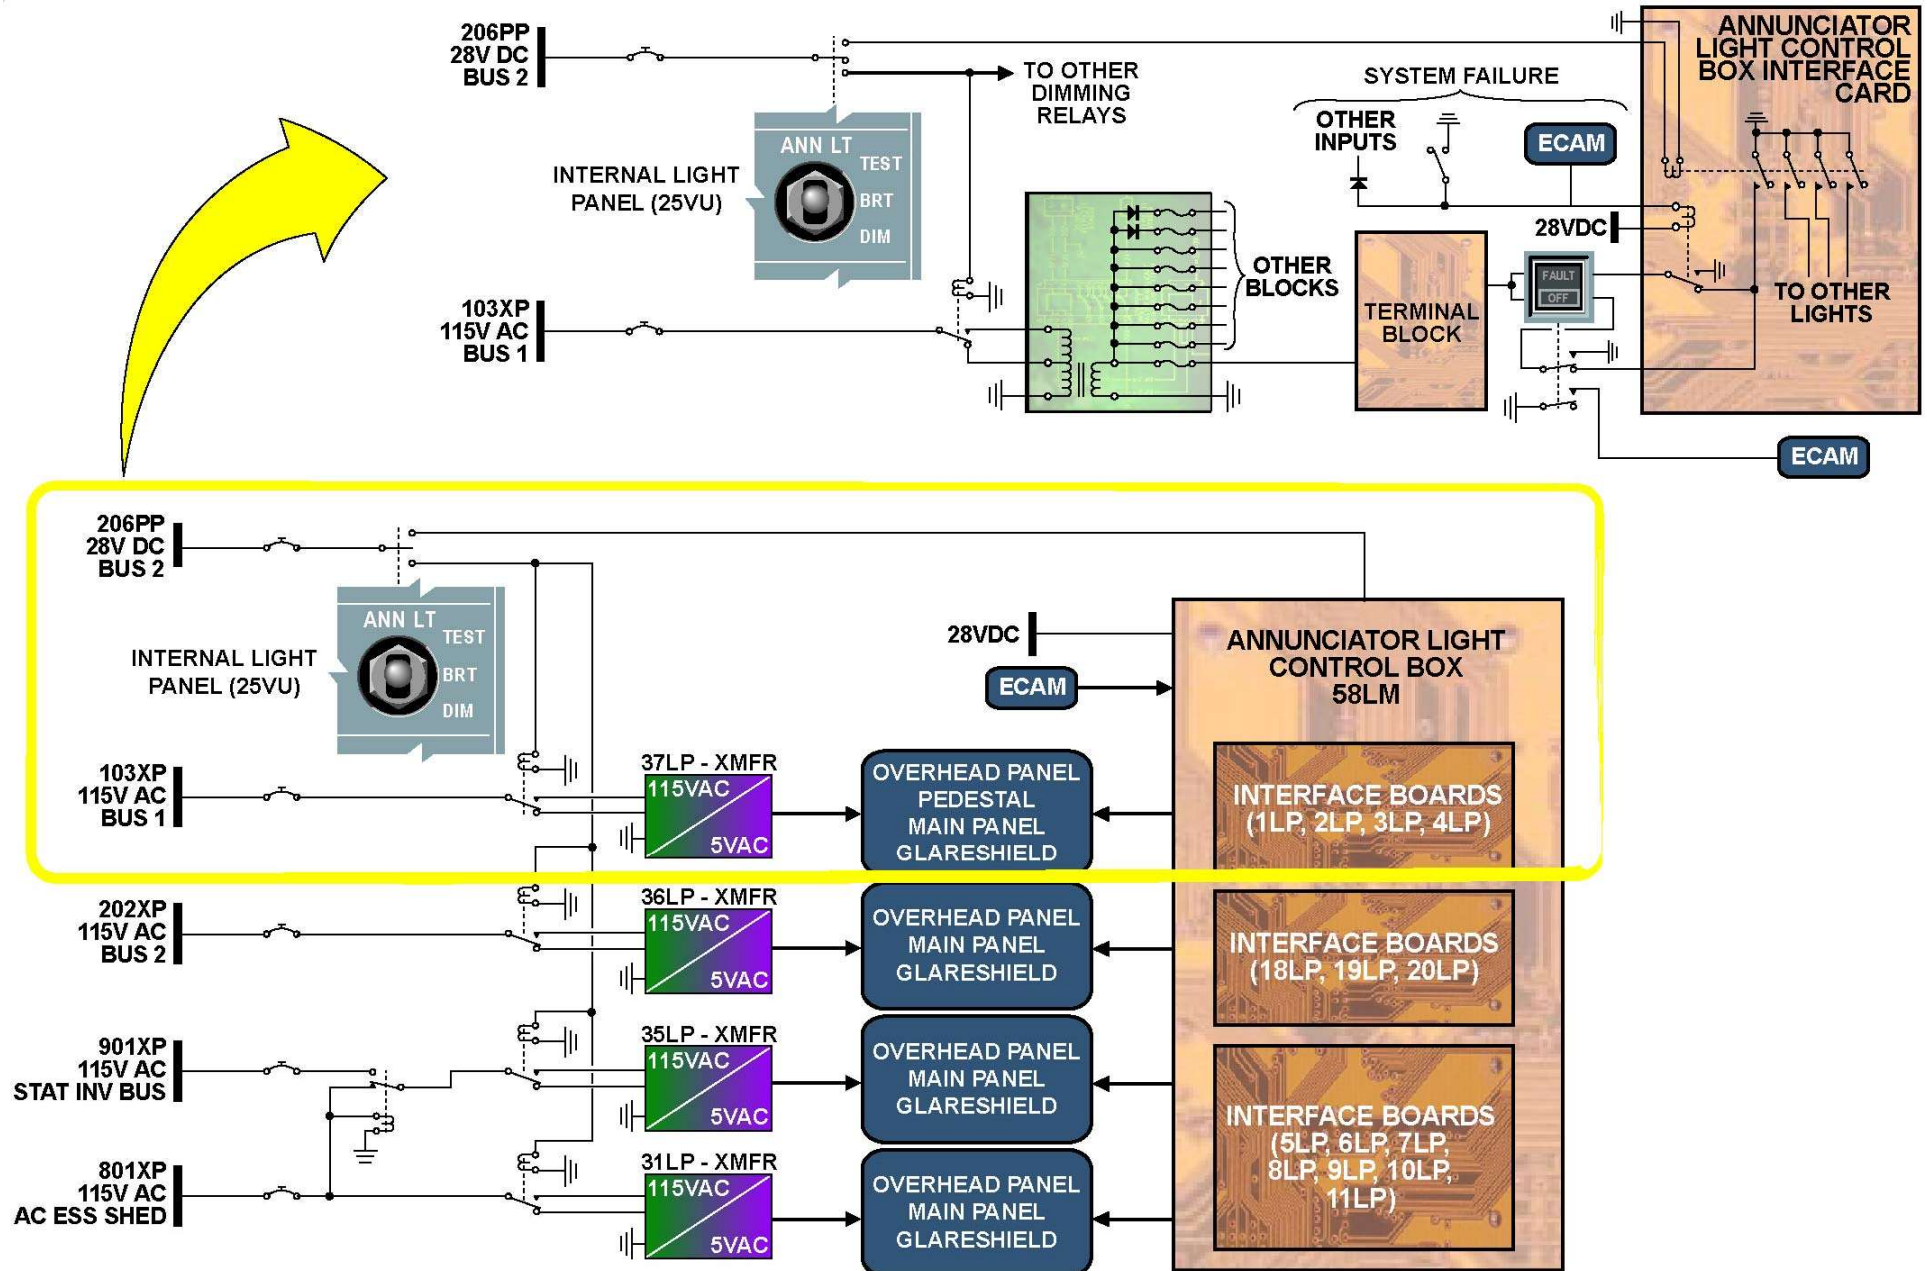 206PP
28V DC
BUS 2
TO OTHER
DIMMING
RELAYS
SYSTEM FAILURE
OTHER
INPUTS
ECAM
ANNUNCIATOR
LIGHT CONTROL
BOX INTERFACE
CARD
INTERNAL LIGHT
PANEL (25VU)
ANN LT
TEST
BRT
DIM
28VDC
OTHER
BLOCKS
TERMINAL
BLOCK
FAULT
OFF
TO OTHER
LIGHTS
103XP
115V AC
BUS 1
ECAM
206PP
28V DC
BUS 2
INTERNAL LIGHT
PANEL (25VU)
ANN LT
TEST
BRT
DIM
28VDC
ECAM
ANNUNCIATOR LIGHT
CONTROL BOX
58LM
103XP
115V AC
BUS 1
37LP - XMFR
115VAC
5VAC
OVERHEAD PANEL
PEDESTAL
MAIN PANEL
GLARESHIELD
INTERFACE BOARDS
(1LP, 2LP, 3LP, 4LP)
202XP
115V AC
BUS 2
36LP - XMFR
115VAC
5VAC
OVERHEAD PANEL
MAIN PANEL
GLARESHIELD
INTERFACE BOARDS
(18LP, 19LP, 20LP)
901XP
115V AC
STAT INV BUS
35LP - XMFR
115VAC
5VAC
OVERHEAD PANEL
MAIN PANEL
GLARESHIELD
INTERFACE BOARDS
(5LP, 6LP, 7LP,
8LP, 9LP, 10LP,
11LP)
801XP
115V AC
AC ESS SHED
31LP - XMFR
115VAC
5VAC
OVERHEAD PANEL
MAIN PANEL
GLARESHIELD